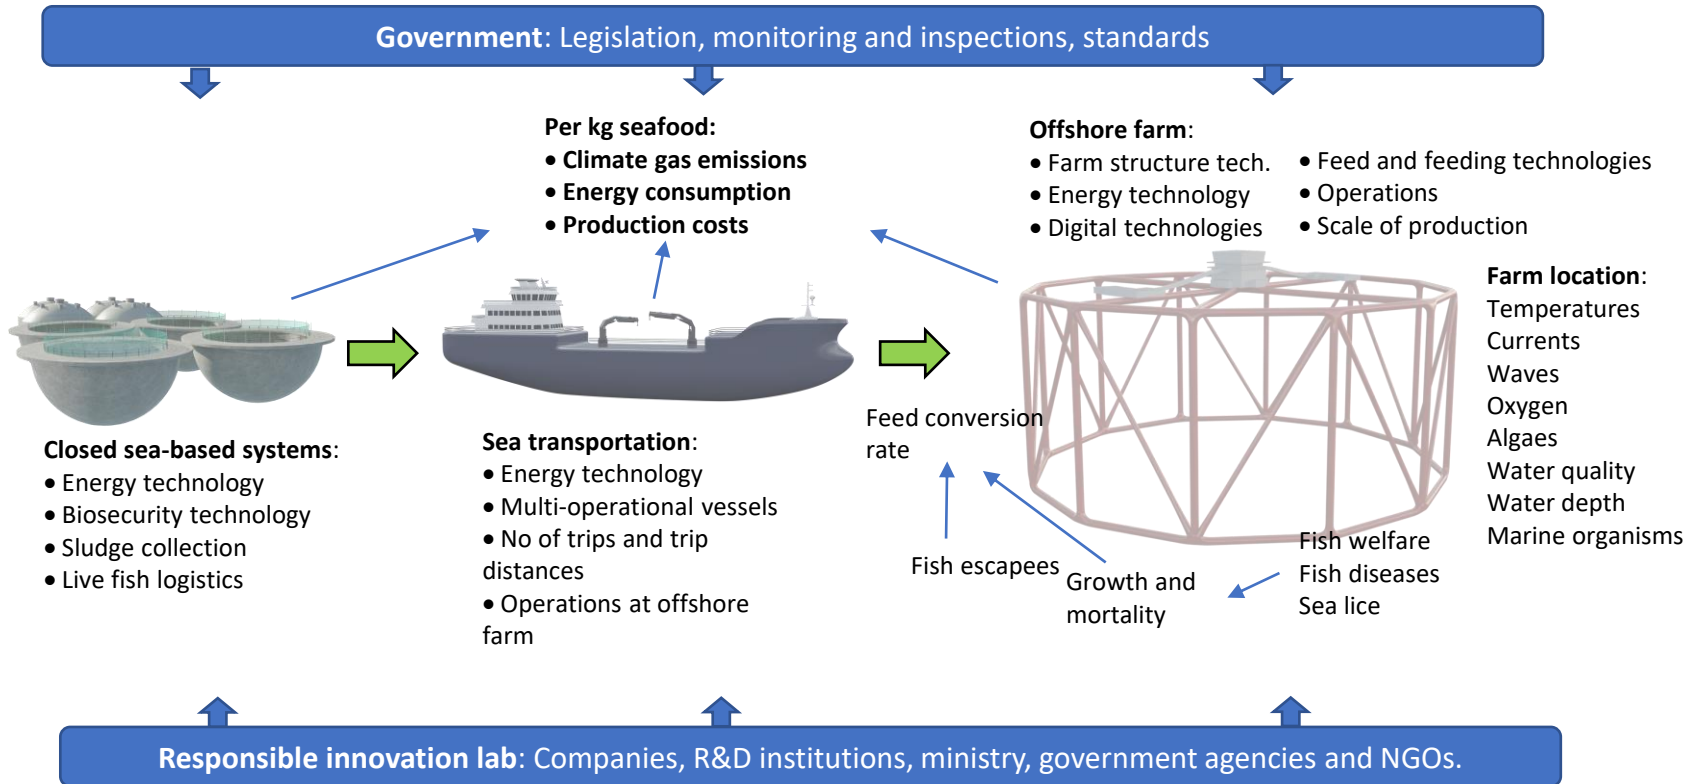 Government: Legislation, monitoring and inspections, standards
Per kg seafood:
• Climate gas emissions
• Energy consumption
• Production costs
Offshore farm:
• Farm structure tech.
• Energy technology
• Digital technologies
• Feed and feeding technologies
• Operations
• Scale of production
Farm location:
Temperatures
Currents
Waves
Oxygen
Algaes
Water quality
Water depth
Marine organisms
Closed sea-based systems:
• Energy technology
• Biosecurity technology
• Sludge collection
• Live fish logistics
Sea transportation:
• Energy technology
• Multi-operational vessels
• No of trips and trip
distances
• Operations at offshore
farm
Feed conversion
rate
Fish escapees
Growth and
mortality
Fish welfare
Fish diseases
Sea lice
Responsible innovation lab: Companies, R&D institutions, ministry, government agencies and NGOs.